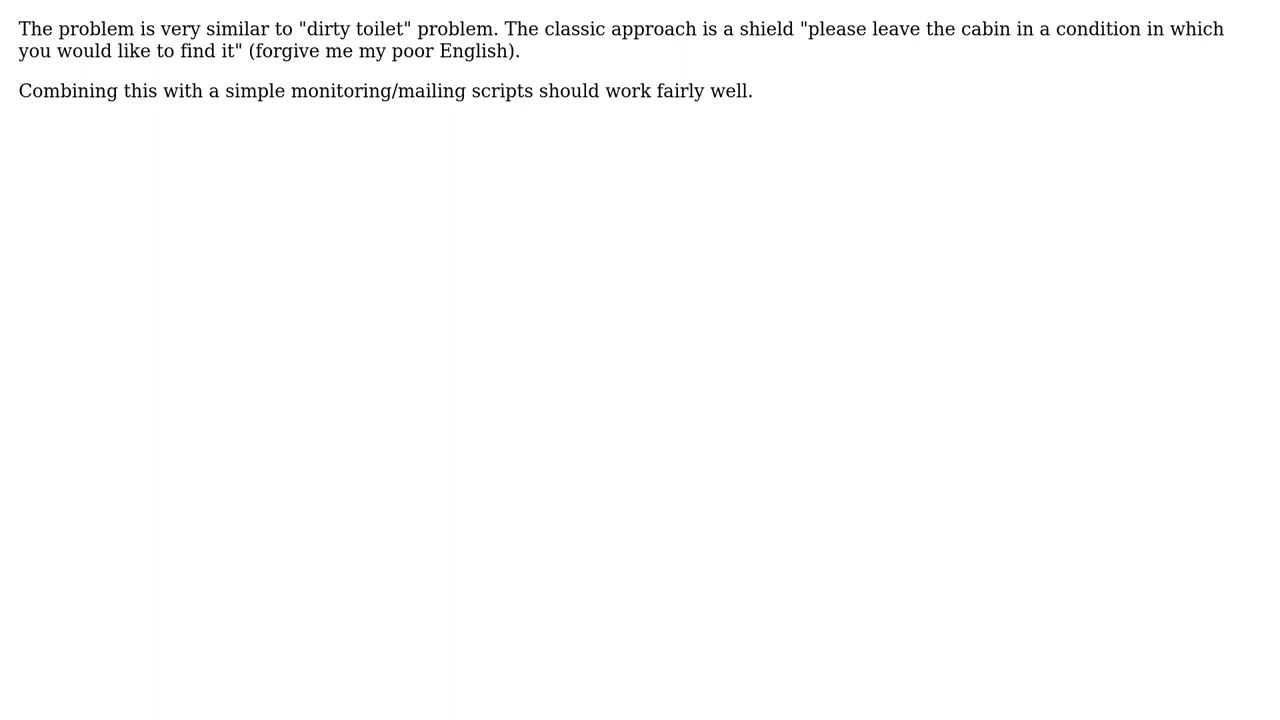 The problem is very similar to "dirty toilet" problem. The classic approach is a shield "please leave the cabin in a condition in which
you would like to find it" (forgive me my poor English).
Combining this with a simple monitoring/mailing scripts should work fairly well.